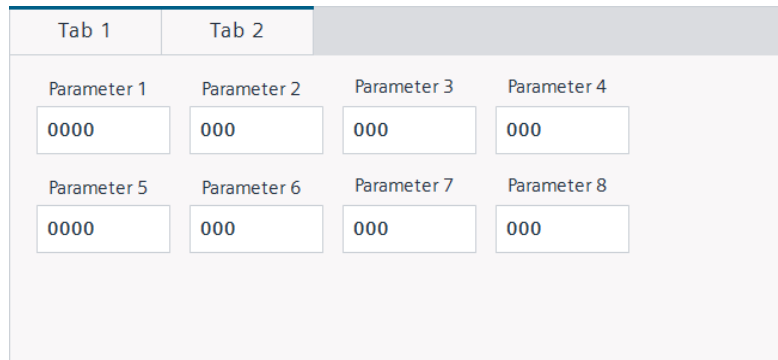 Tab 1 Tab 2
Parameter 1 Parameter 2 Parameter 3 Parameter 4
0000 000 000 000
Parameter 5 Parameter 6 Parameter 7 Parameter 8
0000 000 000 000